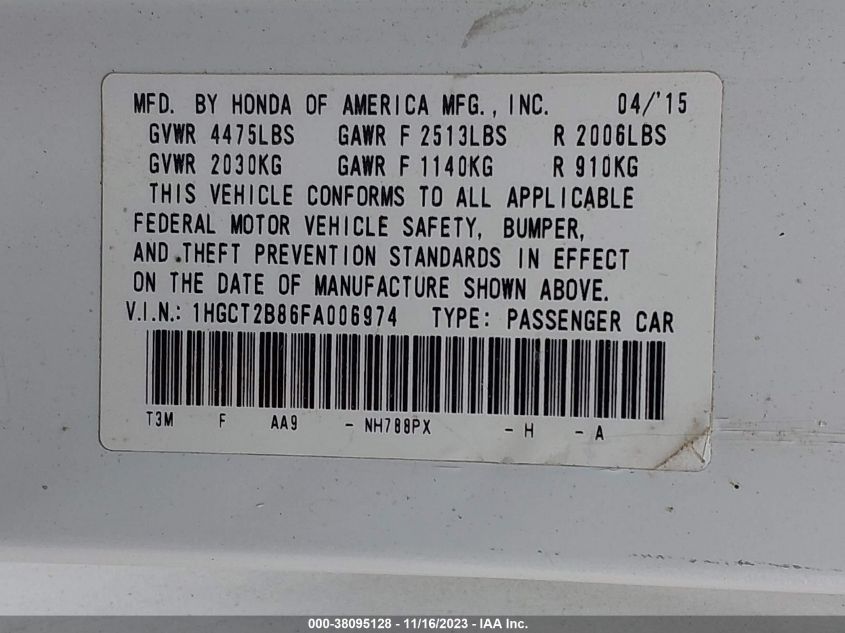 MFD. BY HONDA OF AMERICA MFG., INC. 04/'15
GVWR 4475LBS GAWR F 2513LBS R 2006LBS
GVWR 2030KG GAWR F 1140KG R 910KG
THIS VEHICLE CONFORMS TO ALL APPLICABLE
FEDERAL MOTOR VEHICLE SAFETY, BUMPER,
AND THEFT PREVENTION STANDARDS IN EFFECT
ON THE DATE OF MANUFACTURE SHOWN ABOVE.
V.I.N.: 1HGCT2B86FA006974 TYPE: PASSENGER CAR
T3M F AA9 - NH788PX - H - A
000-38095128 - 11/16/2023 - IAA Inc.